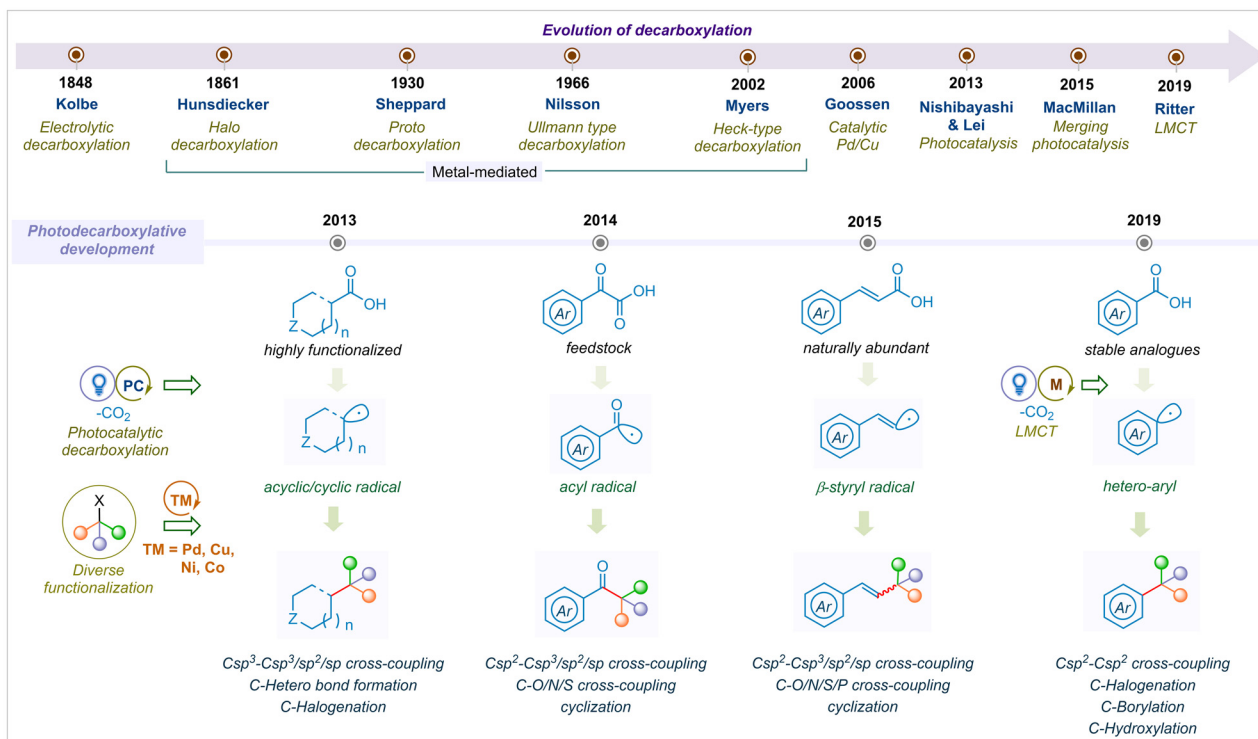 Evolution of decarboxylation
1848
Kolbe
Electrolytic
decarboxylation
1861
Hunsdiecker
Halo
decarboxylation
1930
Sheppard
Proto
decarboxylation
1966
Nilsson
Ullmann type
decarboxylation
2002
Myers
Heck-type
decarboxylation
2006
Goossen
Catalytic
Pd/Cu
2013
Nishibayashi
& Lei
Photocatalysis
2015
MacMillan
Merging
photocatalysis
2019
Ritter
LMCT
Metal-mediated
Photodecarboxylative
development
2013
2014
2015
2019
O
OH
Z
( )n
highly functionalized
O
OH
O
Ar
feedstock
O
OH
Ar
naturally abundant
O
OH
Ar
stable analogues
PC
-CO₂
Photocatalytic
decarboxylation
M
-CO₂
LMCT
Z
( )n
acyclic/cyclic radical
O
Ar
acyl radical
Ar
β-styryl radical
Ar
hetero-aryl
X
Diverse
functionalization
TM
TM = Pd, Cu,
Ni, Co
Z
( )n
O
Ar
Ar
Ar
Csp³-Csp³/sp²/sp cross-coupling
C-Hetero bond formation
C-Halogenation
Csp²-Csp³/sp²/sp cross-coupling
C-O/N/S cross-coupling
cyclization
Csp²-Csp³/sp²/sp cross-coupling
C-O/N/S/P cross-coupling
cyclization
Csp²-Csp² cross-coupling
C-Halogenation
C-Borylation
C-Hydroxylation